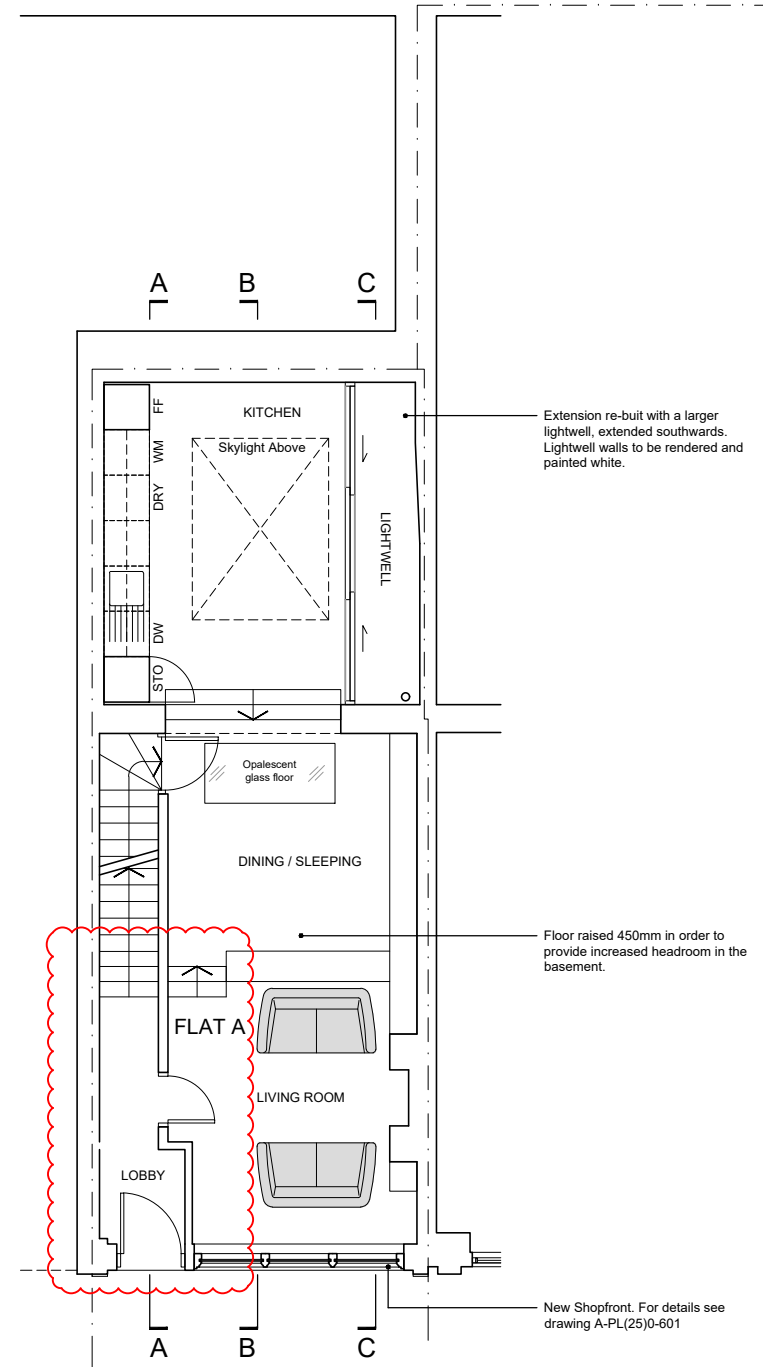 A B C
FF
KITCHEN
WM
Skylight Above
DRY
LIGHTWELL
DW
STO
Extension re-buit with a larger
lightwell, extended southwards.
Lightwell walls to be rendered and
painted white.
Opalescent
glass floor
DINING / SLEEPING
Floor raised 450mm in order to
provide increased headroom in the
basement.
FLAT A
LIVING ROOM
LOBBY
New Shopfront. For details see
drawing A-PL(25)0-601
A B C